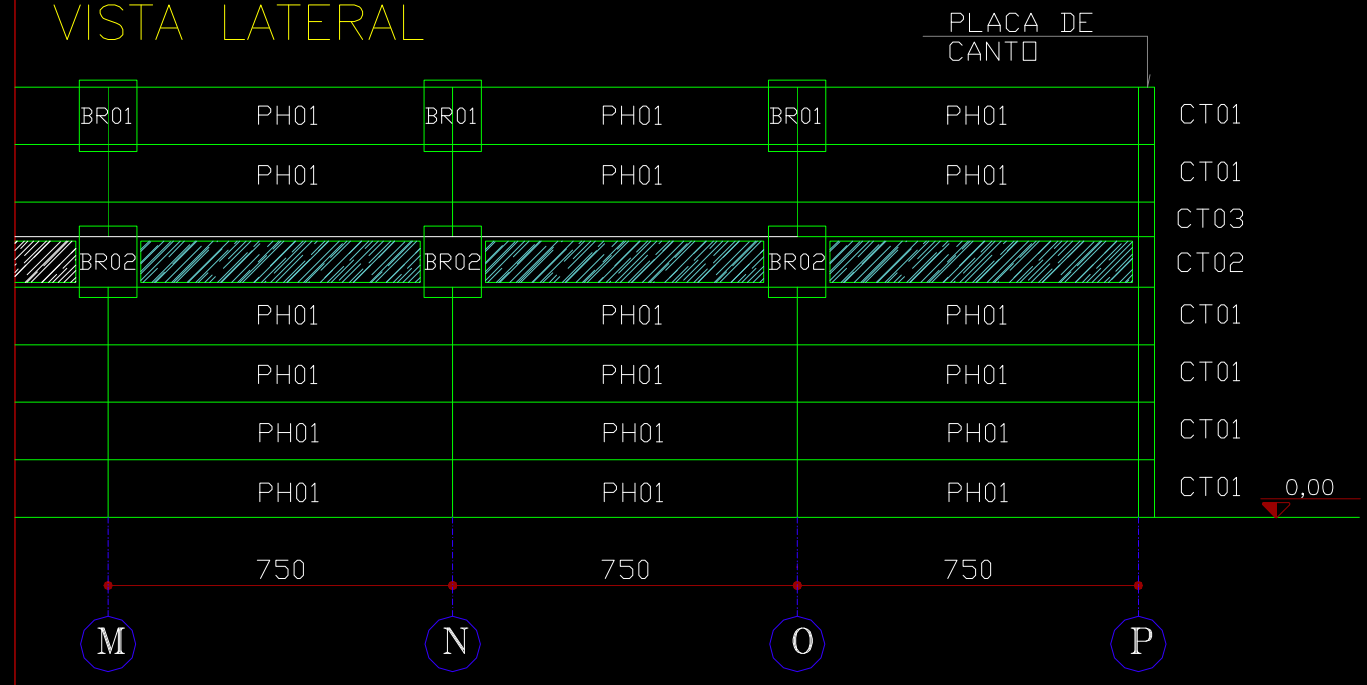 VISTA LATERAL
PLACA DE
CANTO
BR01 PH01 BR01 PH01 BR01 PH01 CT01
PH01 PH01 PH01 CT01
CT03
BR02 BR02 BR02 CT02
PH01 PH01 PH01 CT01
PH01 PH01 PH01 CT01
PH01 PH01 PH01 CT01
PH01 PH01 PH01 CT01 0,00
750 750 750
M N O P